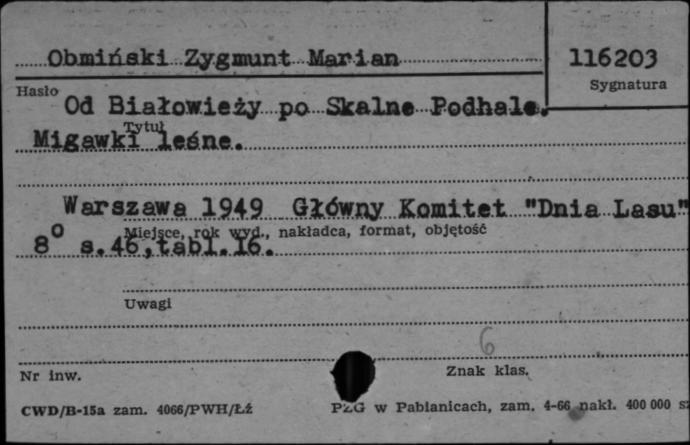 Obmiński Zygmunt Marian
116203
Hasło
Sygnatura
Od Białowieży po Skalne Podhale.
Tytuł
Migawki leśne.
Warszawa 1949 Główny Komitet "Dnia Lasu"
Miejsce, rok wyd., nakładca, format, objętość
8º s.46,tabl.16.
Uwagi
6
Nr inw.
Znak klas.
CWD/B-15a zam. 4066/PWH/Łź
PZG w Pabianicach, zam. 4-66 nakł. 400 000